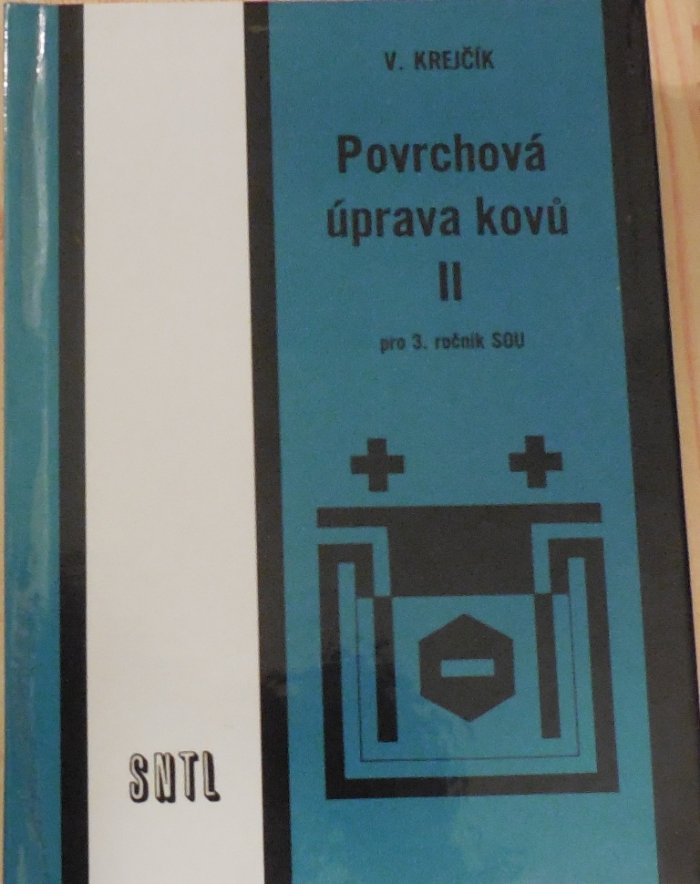 V. KREJČÍK
Povrchová
úprava kovů
II
pro 3. ročník SOU
SNTL